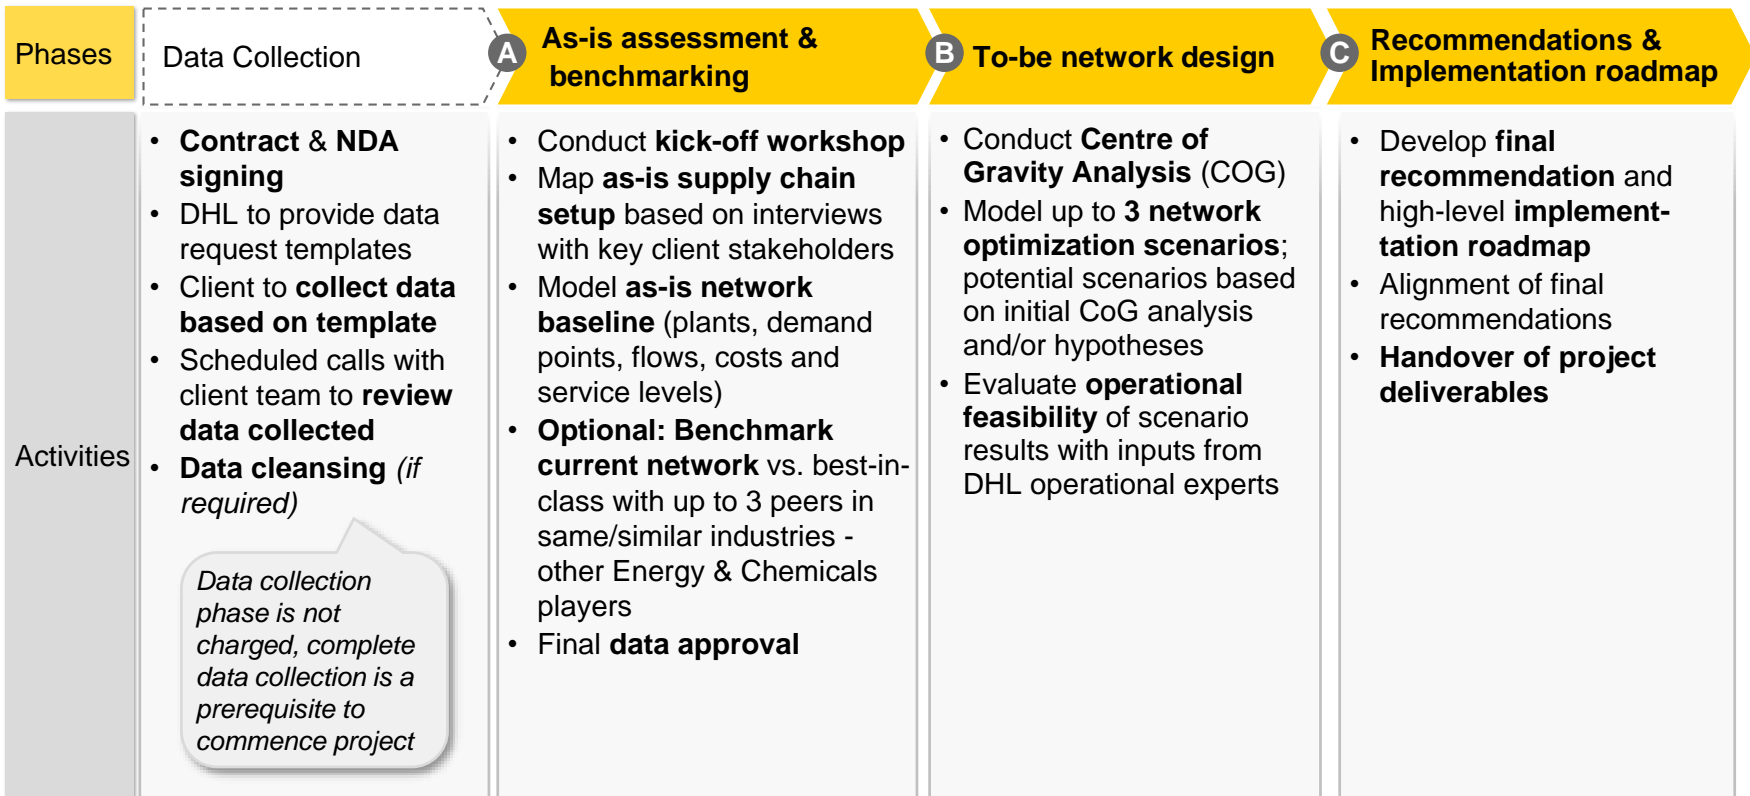 Phases
Data Collection
A
As-is assessment &
benchmarking
B
To-be network design
C
Recommendations &
Implementation roadmap
Activities
• Contract & NDA
signing
• DHL to provide data
request templates
• Client to collect data
based on template
• Scheduled calls with
client team to review
data collected
• Data cleansing (if
required)
Data collection
phase is not
charged, complete
data collection is a
prerequisite to
commence project
• Conduct kick-off workshop
• Map as-is supply chain
setup based on interviews
with key client stakeholders
• Model as-is network
baseline (plants, demand
points, flows, costs and
service levels)
• Optional: Benchmark
current network vs. best-in-
class with up to 3 peers in
same/similar industries -
other Energy & Chemicals
players
• Final data approval
• Conduct Centre of
Gravity Analysis (COG)
• Model up to 3 network
optimization scenarios;
potential scenarios based
on initial CoG analysis
and/or hypotheses
• Evaluate operational
feasibility of scenario
results with inputs from
DHL operational experts
• Develop final
recommendation and
high-level implement-
tation roadmap
• Alignment of final
recommendations
• Handover of project
deliverables